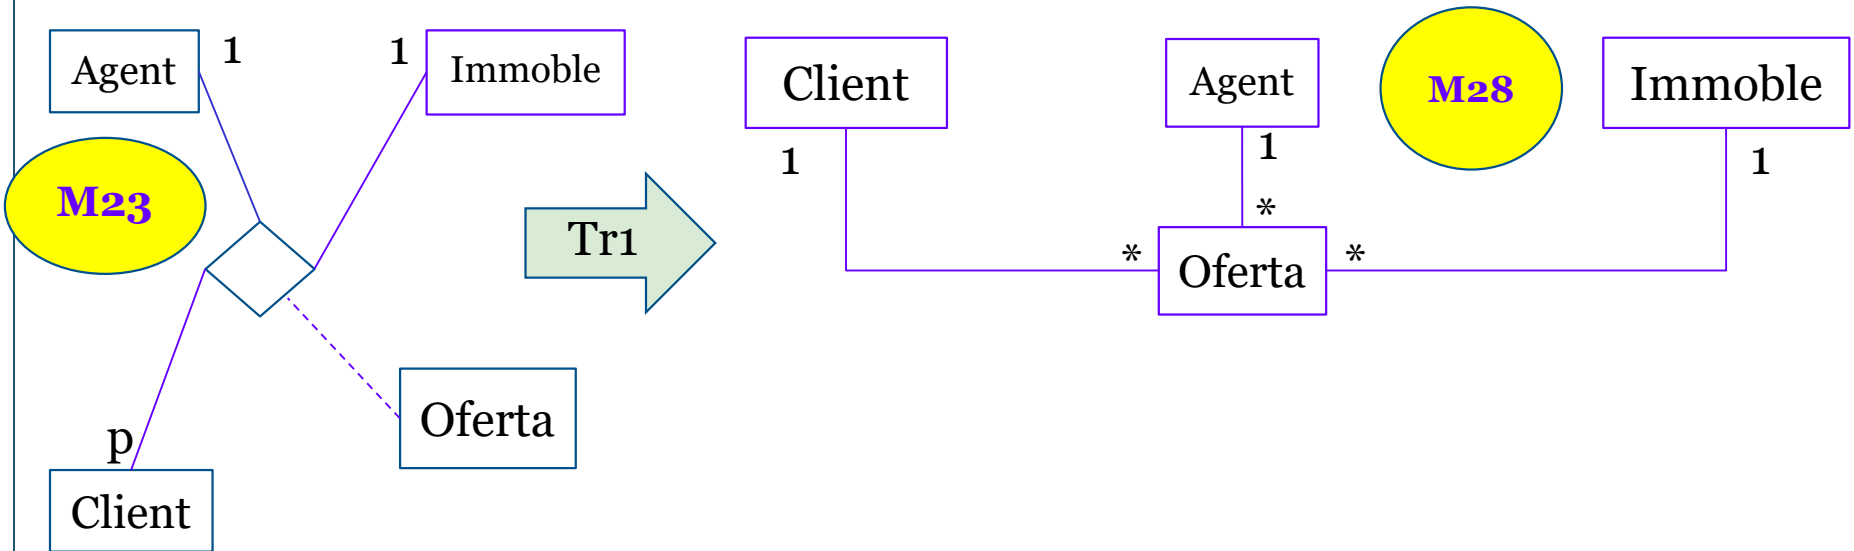 Agent
1
1
Immoble
M23
p
Client
Oferta
Tr1
Client
1
Agent
1
*
M28
Immoble
1
*
Oferta
*